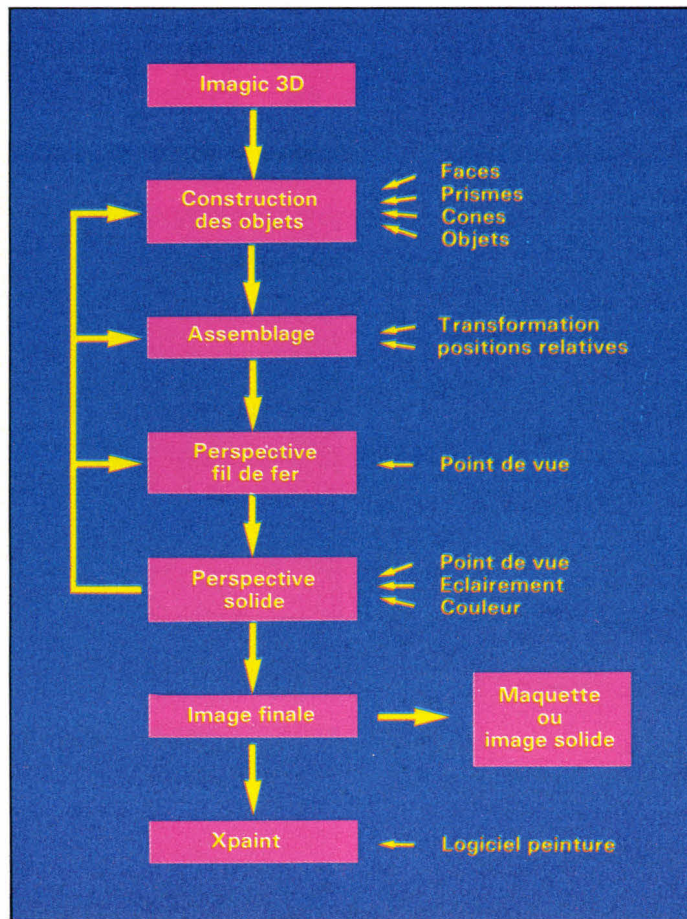 Imagic 3D
Construction
des objets
Faces
Prismes
Cones
Objets
Assemblage
Transformation
positions relatives
Perspective
fil de fer
Point de vue
Perspective
solide
Point de vue
Eclairement
Couleur
Image finale
Maquette
ou
image solide
Xpaint
Logiciel peinture